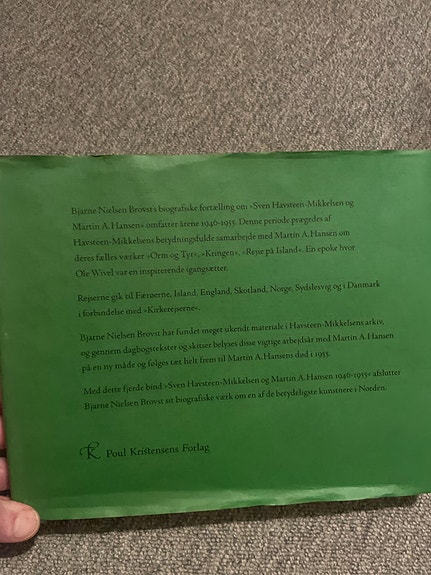 Bjarne Nielsen Brovst's biografiske fortælling om »Sven Havsteen-Mikkelsen og
Martin A. Hansen« omfatter årene 1946-1955. Denne periode prægedes af
Havsteen-Mikkelsens betydningsfulde samarbejde med Martin A. Hansen om
deres fælles værker »Orm og Tyr«, »Kringen«, »Rejse på Island«. En epoke hvor
Ole Wivel var en inspirerende igangsætter.
Rejserne gik til Færøerne, Island, England, Skotland, Norge, Sydslesvig og i Danmark
i forbindelse med »Kirkerejserne«.
Bjarne Nielsen Brovst har fundet meget ukendt materiale i Havsteen-Mikkelsens arkiv,
og gennem dagbogstekster og skitser belyses disse vigtige arbejdsår med Martin A. Hansen
på en ny måde og følges tæt helt frem til Martin A. Hansens død i 1955.
Med dette fjerde bind »Sven Havsteen-Mikkelsen og Martin A. Hansen 1946-1955« afslutter
Bjarne Nielsen Brovst sit biografiske værk om en af de betydeligste kunstnere i Norden.
Poul Kristensens Forlag